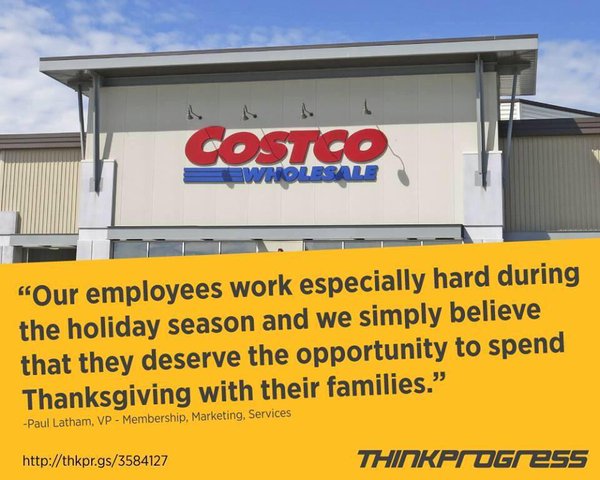 COSTCO
WHOLESALE
“Our employees work especially hard during
the holiday season and we simply believe
that they deserve the opportunity to spend
Thanksgiving with their families.”
-Paul Latham, VP - Membership, Marketing, Services
http://thkpr.gs/3584127
THINKPROGRESS